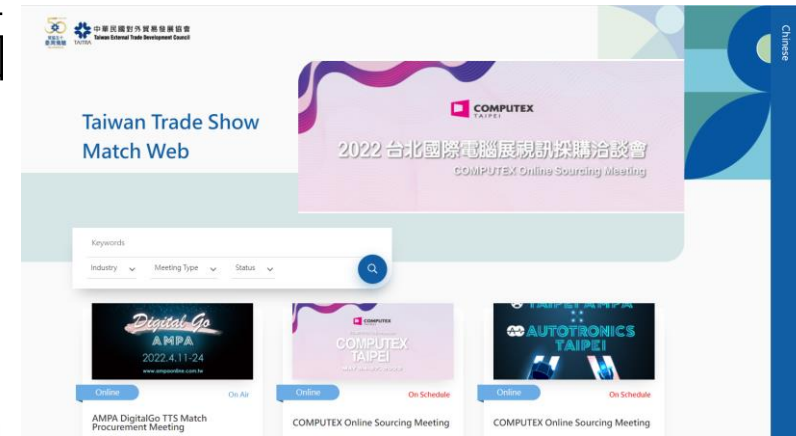 中華民國對外貿易發展協會
TAITRA
Taiwan External Trade Development Council
Chinese
Taiwan Trade Show
Match Web
COMPUTEX
TAIPEI
2022 台北國際電腦展視訊採購洽談會
COMPUTEX Online Sourcing Meeting
Keywords
Industry
Meeting Type
Status
Digital Go
AMPA
2022.4.11-24
www.ampaonline.com.tw
Online
On Air
AMPA DigitalGo TTS Match
Procurement Meeting
COMPUTEX
COMPUTEX
TAIPEI
Online
On Schedule
COMPUTEX Online Sourcing Meeting
TAIPEI AMPA
AUTOTRONICS
TAIPEI
Online
On Schedule
COMPUTEX Online Sourcing Meeting